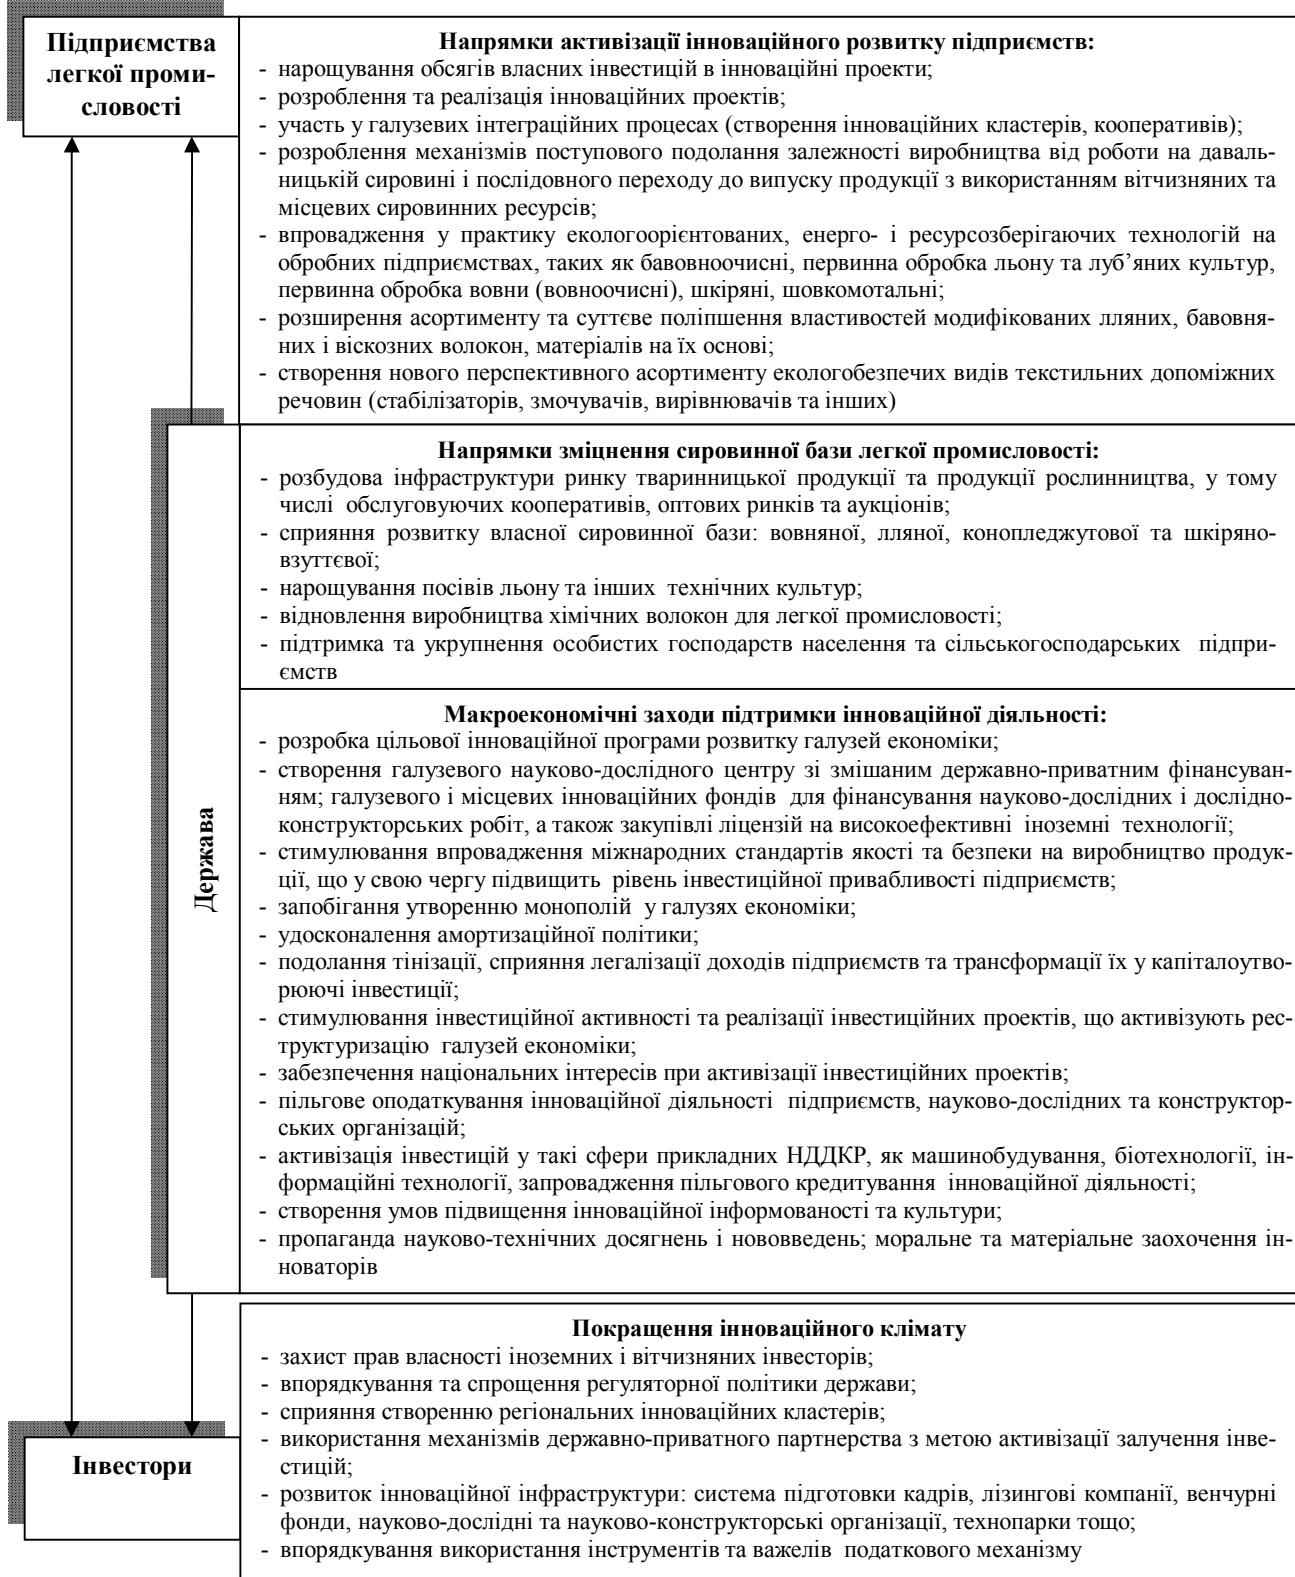 Підприємства
легкої проми-
словості
Напрямки активізації інноваційного розвитку підприємств:
- нарощування обсягів власних інвестицій в інноваційні проекти;
- розроблення та реалізація інноваційних проектів;
- участь у галузевих інтеграційних процесах (створення інноваційних кластерів, кооперативів);
- розроблення механізмів поступового подолання залежності виробництва від роботи на даваль-
ницькій сировині і послідовного переходу до випуску продукції з використанням вітчизняних та
місцевих сировинних ресурсів;
- впровадження у практику екологоорієнтованих, енерго- і ресурсозберігаючих технологій на
обробних підприємствах, таких як бавовноочисні, первинна обробка льону та луб’яних культур,
первинна обробка вовни (вовноочисні), шкіряні, шовкомотальні;
- розширення асортименту та суттєве поліпшення властивостей модифікованих лляних, бавовня-
них і віскозних волокон, матеріалів на їх основі;
- створення нового перспективного асортименту екологобезпечих видів текстильних допоміжних
речовин (стабілізаторів, змочувачів, вирівнювачів та інших)
Держава
Напрямки зміцнення сировинної бази легкої промисловості:
- розбудова інфраструктури ринку тваринницької продукції та продукції рослинництва, у тому
числі обслуговуючих кооперативів, оптових ринків та аукціонів;
- сприяння розвитку власної сировинної бази: вовняної, лляної, конопледжутової та шкіряно-
взуттєвої;
- нарощування посівів льону та інших технічних культур;
- відновлення виробництва хімічних волокон для легкої промисловості;
- підтримка та укрупнення особистих господарств населення та сільськогосподарських підпри-
ємств
Макроекономічні заходи підтримки інноваційної діяльності:
- розробка цільової інноваційної програми розвитку галузей економіки;
- створення галузевого науково-дослідного центру зі змішаним державно-приватним фінансуван-
ням; галузевого і місцевих інноваційних фондів для фінансування науково-дослідних і дослідно-
конструкторських робіт, а також закупівлі ліцензій на високоефективні іноземні технології;
- стимулювання впровадження міжнародних стандартів якості та безпеки на виробництво продук-
ції, що у свою чергу підвищить рівень інвестиційної привабливості підприємств;
- запобігання утворенню монополій у галузях економіки;
- удосконалення амортизаційної політики;
- подолання тінізації, сприяння легалізації доходів підприємств та трансформації їх у капіталоутво-
рюючі інвестиції;
- стимулювання інвестиційної активності та реалізації інвестиційних проектів, що активізують рес-
труктуризацію галузей економіки;
- забезпечення національних інтересів при активізації інвестиційних проектів;
- пільгове оподаткування інноваційної діяльності підприємств, науково-дослідних та конструктор-
ських організацій;
- активізація інвестицій у такі сфери прикладних НДДКР, як машинобудування, біотехнології, ін-
формаційні технології, запровадження пільгового кредитування інноваційної діяльності;
- створення умов підвищення інноваційної інформованості та культури;
- пропаганда науково-технічних досягнень і нововведень; моральне та матеріальне заохочення ін-
новаторів
Інвестори
Покращення інноваційного клімату
- захист прав власності іноземних і вітчизняних інвесторів;
- впорядкування та спрощення регуляторної політики держави;
- сприяння створенню регіональних інноваційних кластерів;
- використання механізмів державно-приватного партнерства з метою активізації залучення інве-
стицій;
- розвиток інноваційної інфраструктури: система підготовки кадрів, лізингові компанії, венчурні
фонди, науково-дослідні та науково-конструкторські організації, технопарки тощо;
- впорядкування використання інструментів та важелів податкового механізму